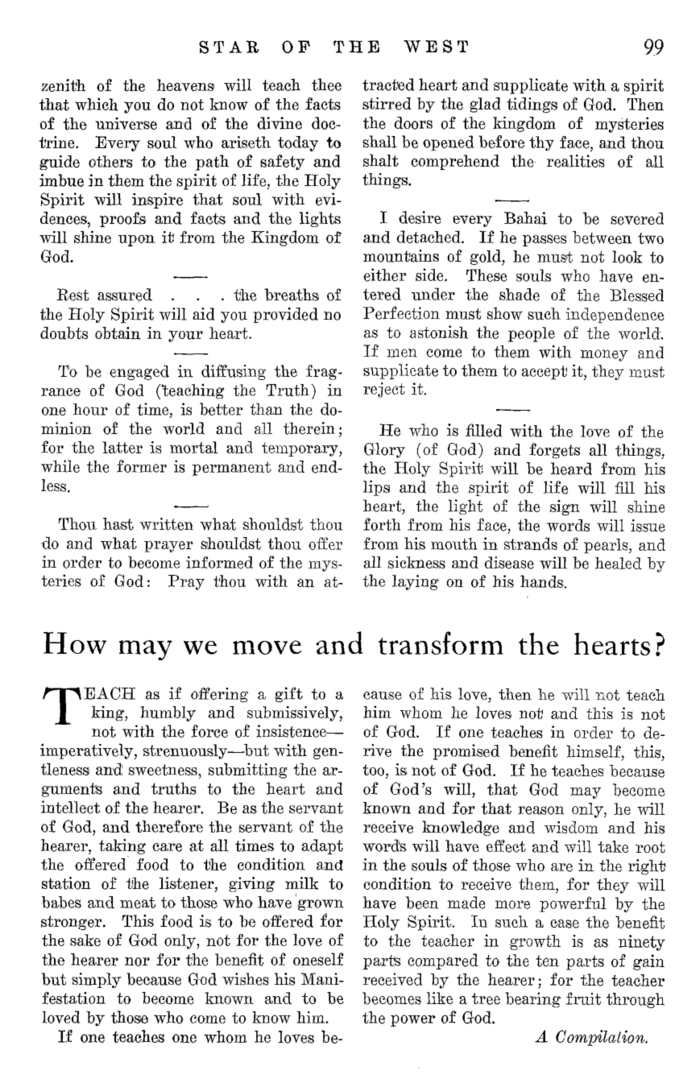 STAR OF THE WEST 99
zenith of the heavens will teach thee
that which you do not know of the facts
of the universe and of the divine doc-
trine. Every soul who ariseth today to
guide others to the path of safety and
imbue in them the spirit of life, the Holy
Spirit will inspire that soul with evi-
dences, proofs and facts and the lights
will shine upon it from the Kingdom of
God.
Rest assured . . . the breaths of
the Holy Spirit will aid you provided no
doubts obtain in your heart.
To be engaged in diffusing the frag-
rance of God (teaching the Truth) in
one hour of time, is better than the do-
minion of the world and all therein;
for the latter is mortal and temporary,
while the former is permanent and end-
less.
Thou hast written what shouldst thou
do and what prayer shouldst thou offer
in order to become informed of the mys-
teries of God: Pray thou with an at-
tracted heart and supplicate with a spirit
stirred by the glad tidings of God. Then
the doors of the kingdom of mysteries
shall be opened before thy face, and thou
shalt comprehend the realities of all
things.
I desire every Bahai to be severed
and detached. If he passes between two
mountains of gold, he must not look to
either side. These souls who have en-
tered under the shade of the Blessed
Perfection must show such independence
as to astonish the people of the world.
If men come to them with money and
supplicate to them to accept it, they must
reject it.
He who is filled with the love of the
Glory (of God) and forgets all things,
the Holy Spirit will be heard from his
lips and the spirit of life will fill his
heart, the light of the sign will shine
forth from his face, the words will issue
from his mouth in strands of pearls, and
all sickness and disease will be healed by
the laying on of his hands.
How may we move and transform the hearts?
TEACH as if offering a gift to a
king, humbly and submissively,
not with the force of insistence—
imperatively, strenuously—but with gen-
tleness and sweetness, submitting the ar-
guments and truths to the heart and
intellect of the hearer. Be as the servant
of God, and therefore the servant of the
hearer, taking care at all times to adapt
the offered food to the condition and
station of the listener, giving milk to
babes and meat to those who have grown
stronger. This food is to be offered for
the sake of God only, not for the love of
the hearer nor for the benefit of oneself
but simply because God wishes his Mani-
festation to become known and to be
loved by those who come to know him.
If one teaches one whom he loves be-
cause of his love, then he will not teach
him whom he loves not and this is not
of God. If one teaches in order to de-
rive the promised benefit himself, this,
too, is not of God. If he teaches because
of God's will, that God may become
known and for that reason only, he will
receive knowledge and wisdom and his
words will have effect and will take root
in the souls of those who are in the right
condition to receive them, for they will
have been made more powerful by the
Holy Spirit. In such a case the benefit
to the teacher in growth is as ninety
parts compared to the ten parts of gain
received by the hearer; for the teacher
becomes like a tree bearing fruit through
the power of God.
A Compilation.